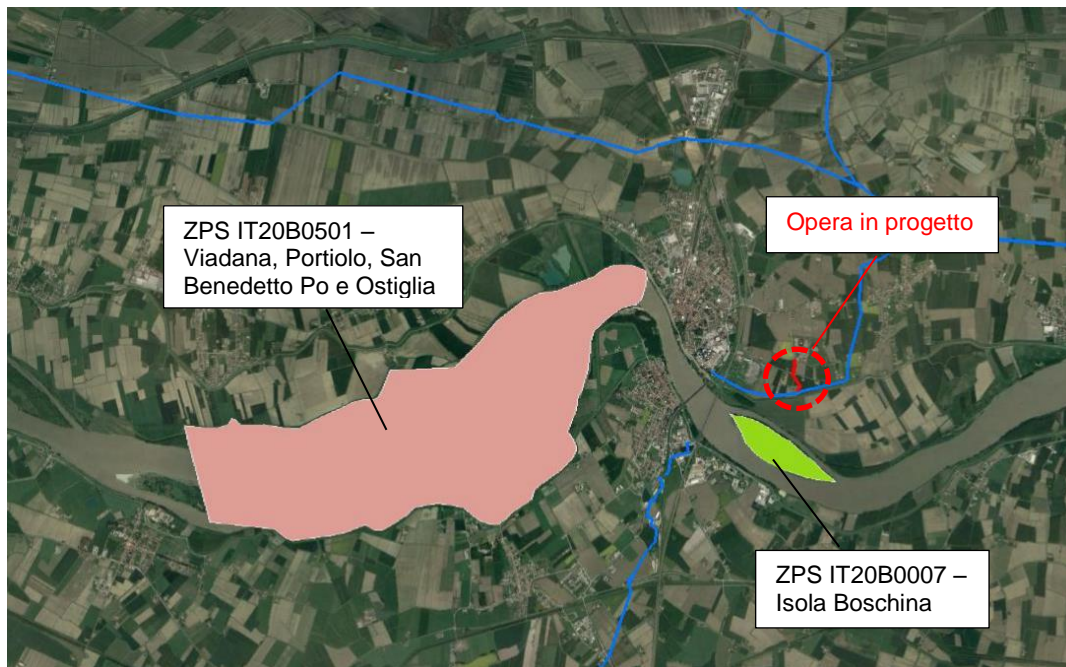 ZPS IT20B0501 –
Viadana, Portiolo, San
Benedetto Po e Ostiglia
Opera in progetto
ZPS IT20B0007 –
Isola Boschina